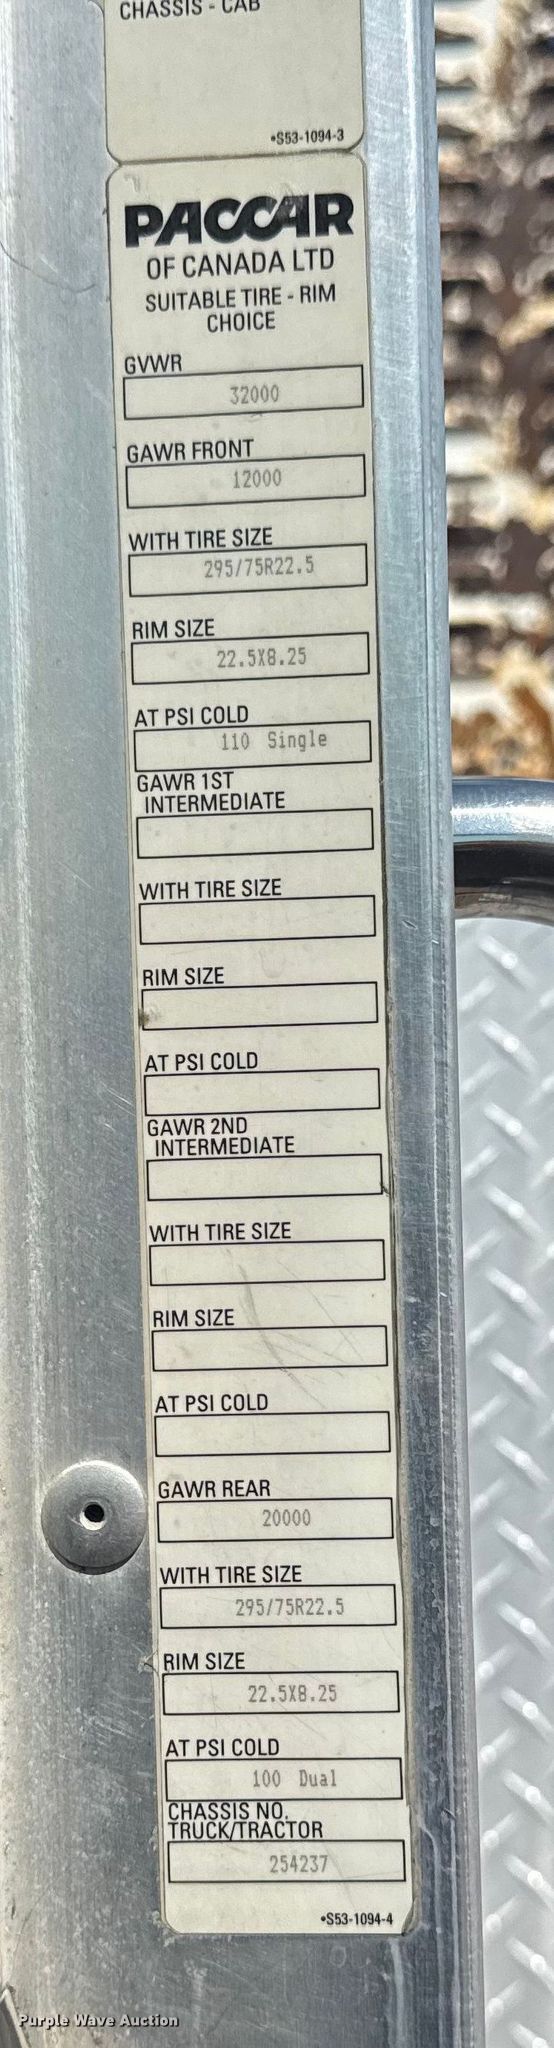 CHASSIS - CAB
•S53-1094-3
PACCAR
OF CANADA LTD
SUITABLE TIRE - RIM
CHOICE
GVWR
32000
GAWR FRONT
12000
WITH TIRE SIZE
295/75R22.5
RIM SIZE
22.5X8.25
AT PSI COLD
110 Single
GAWR 1ST
INTERMEDIATE
WITH TIRE SIZE
RIM SIZE
AT PSI COLD
GAWR 2ND
INTERMEDIATE
WITH TIRE SIZE
RIM SIZE
AT PSI COLD
GAWR REAR
20000
WITH TIRE SIZE
295/75R22.5
RIM SIZE
22.5X8.25
AT PSI COLD
100 Dual
CHASSIS NO.
TRUCK/TRACTOR
254237
•S53-1094-4
Purple Wave Auction